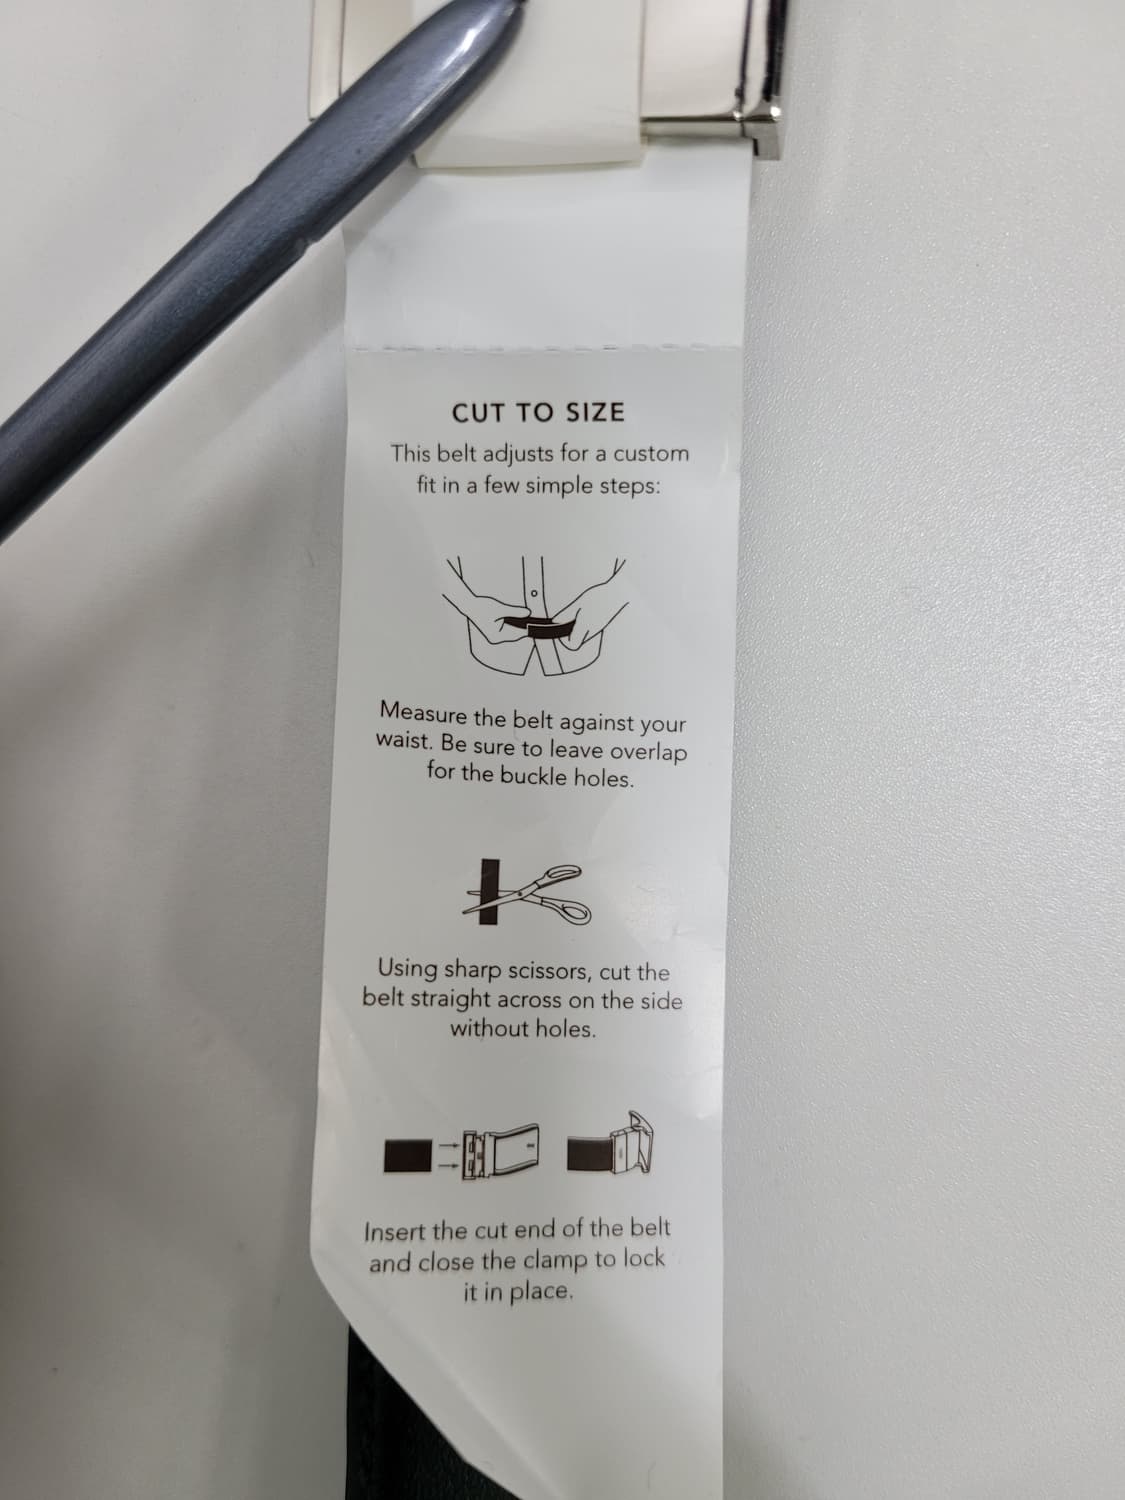 CUT TO SIZE
This belt adjusts for a custom
fit in a few simple steps:
Measure the belt against your
waist. Be sure to leave overlap
for the buckle holes.
Using sharp scissors, cut the
belt straight across on the side
without holes.
Insert the cut end of the belt
and close the clamp to lock
it in place.